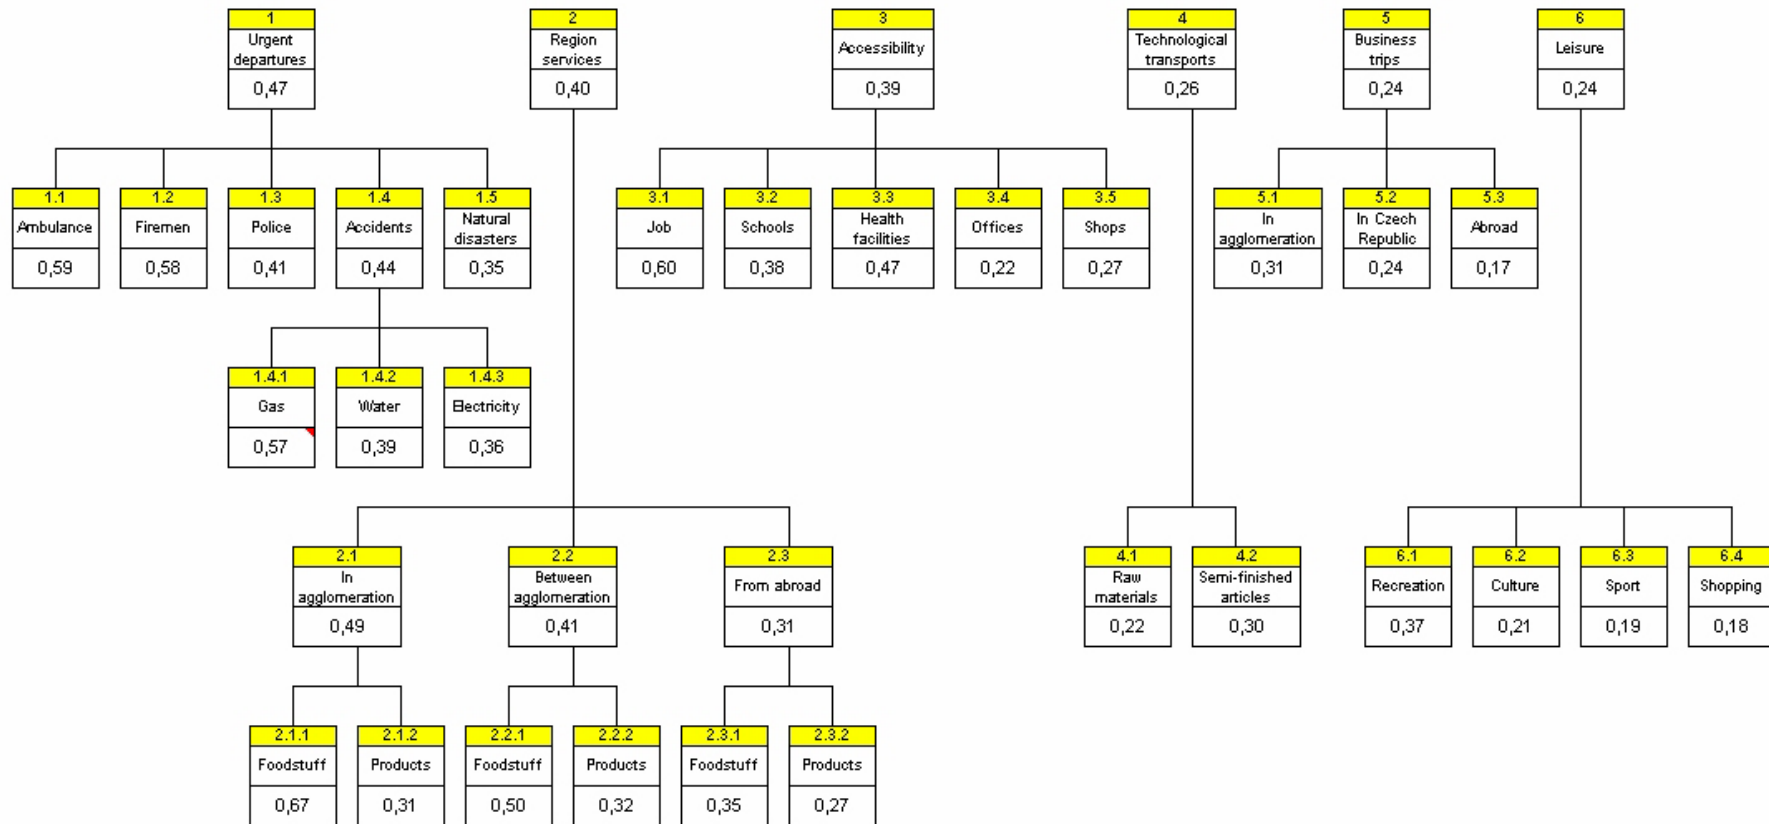 1
Urgent
departures
0,47
2
Region
services
0,40
3
Accessibility
0,39
4
Technological
transports
0,26
5
Business
trips
0,24
6
Leisure
0,24
1.1
Ambulance
0,59
1.2
Firemen
0,58
1.3
Police
0,41
1.4
Accidents
0,44
1.5
Natural
disasters
0,35
3.1
Job
0,60
3.2
Schools
0,38
3.3
Health
facilities
0,47
3.4
Offices
0,22
3.5
Shops
0,27
5.1
In
agglomeration
0,31
5.2
In Czech
Republic
0,24
5.3
Abroad
0,17
1.4.1
Gas
0,57
1.4.2
Water
0,39
1.4.3
Electricity
0,36
2.1
In
agglomeration
0,49
2.2
Between
agglomeration
0,41
2.3
From abroad
0,31
4.1
Raw
materials
0,22
4.2
Semi-finished
articles
0,30
6.1
Recreation
0,37
6.2
Culture
0,21
6.3
Sport
0,19
6.4
Shopping
0,18
2.1.1
Foodstuff
0,67
2.1.2
Products
0,31
2.2.1
Foodstuff
0,50
2.2.2
Products
0,32
2.3.1
Foodstuff
0,35
2.3.2
Products
0,27